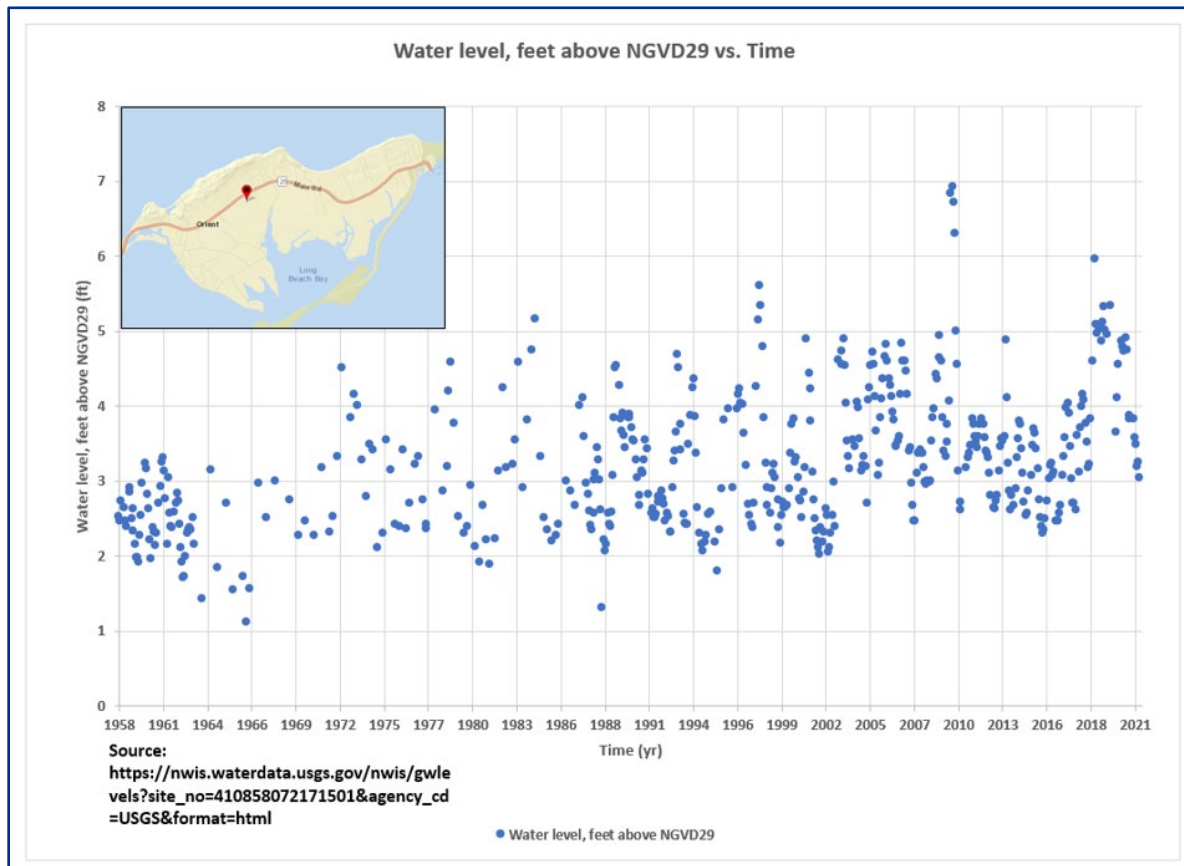 Water level, feet above NGVD29 vs. Time
8
7
6
5
4
3
2
1
0
Water level, feet above NGVD29 (ft)
Orient
25
Main Rd
Long
Beach Bay
1958 1961 1964 1966 1969 1972 1975 1977 1980 1983 1986 1988 1991 1994 1996 1999 2002 2005 2007 2010 2013 2016 2018 2021
Time (yr)
Source:
https://nwis.waterdata.usgs.gov/nwis/gwle
vels?site_no=410858072171501&agency_cd
=USGS&format=html
Water level, feet above NGVD29